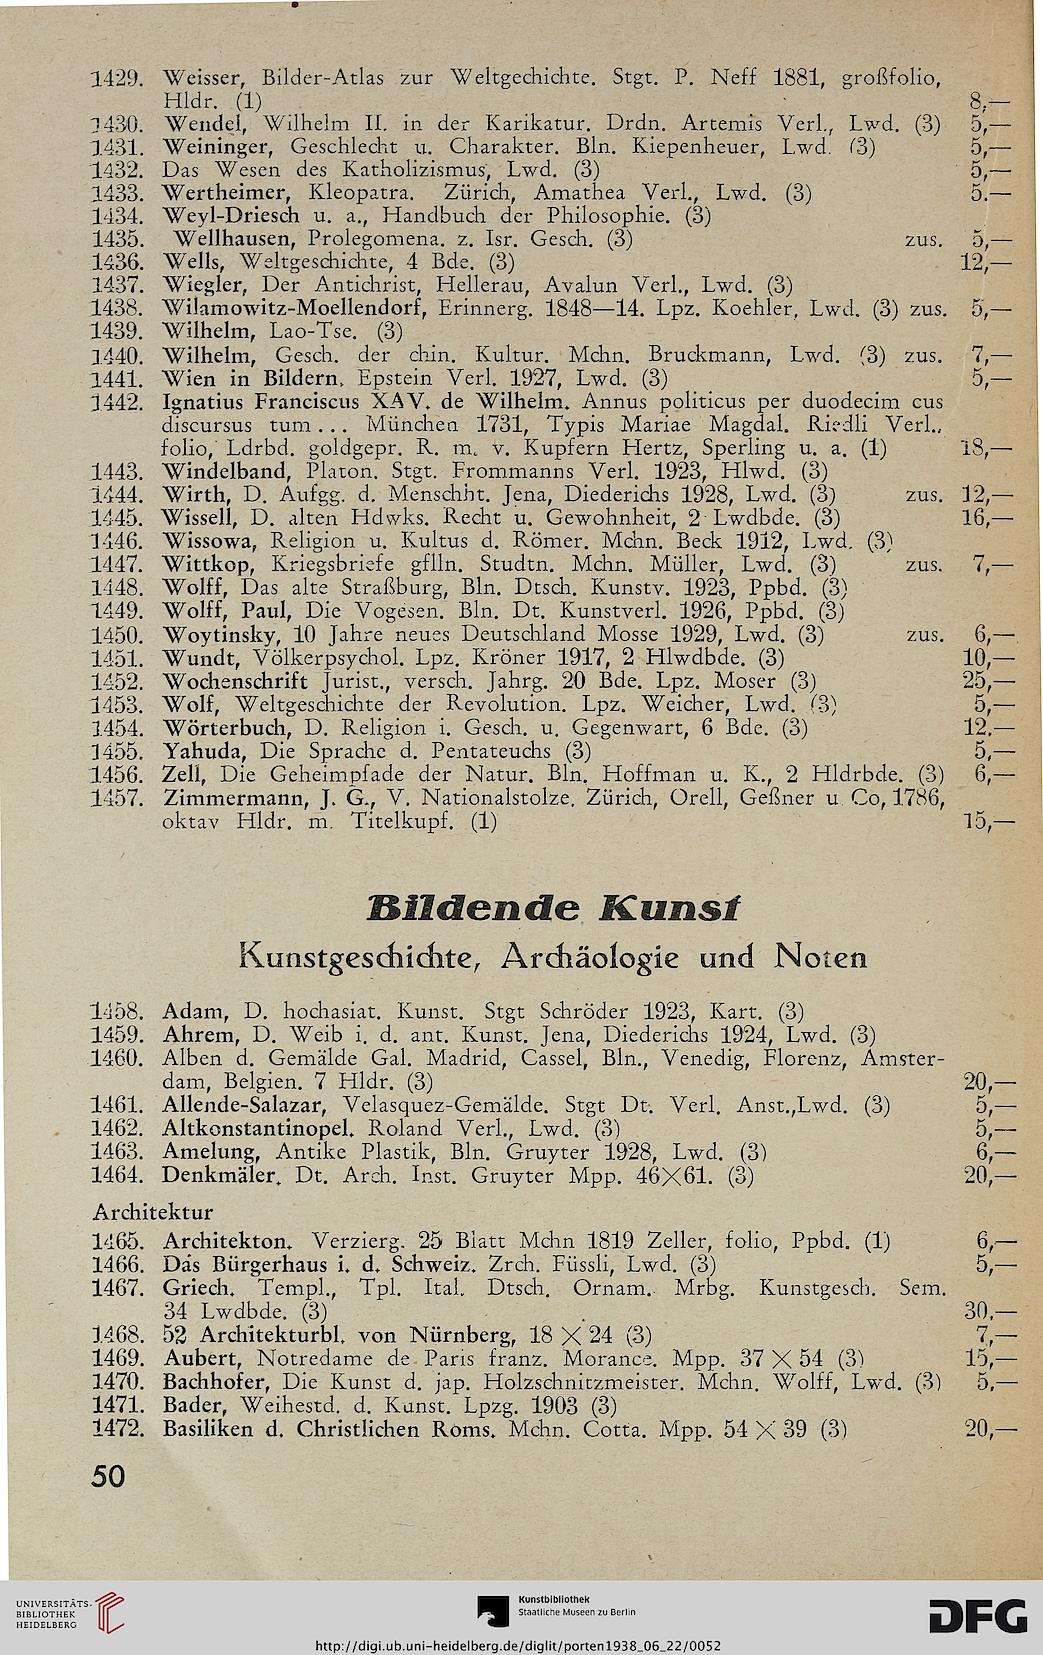 1429. Weisser, Bilder-Atlas zur Weltgechichte. Stgt. P. Neff 1881, großfolio,
Hldr. (1) 8,—
1430. Wendel, Wilhelm II. in der Karikatur. Drdn. Artemis Verl., Lwd. (3) 5,—
1431. Weininger, Geschlecht u. Charakter. Bln. Kiepenheuer, Lwd. (3) 5,—
1432. Das Wesen des Katholizismus, Lwd. (3) 5,—
1433. Wertheimer, Kleopatra. Zürich, Amathea Verl., Lwd. (3) 5.—
1434. Weyl-Driesch u. a., Handbuch der Philosophie. (3)
1435. Wellhausen, Prolegomena. z. Isr. Gesch. (3) zus. 5,—
1436. Wells, Weltgeschichte, 4 Bde. (3) 12,—
1437. Wiegler, Der Antichrist, Hellerau, Avalun Verl., Lwd. (3)
1438. Wilamowitz-Moellendorf, Erinnerg. 1848—14. Lpz. Koehler, Lwd. (3) zus. 5,—
1439. Wilhelm, Lao-Tse. (3)
1440. Wilhelm, Gesch. der chin. Kultur. Mchn. Bruckmann, Lwd. (3) zus. 7,—
1441. Wien in Bildern. Epstein Verl. 1927, Lwd. (3) 5,—
1442. Ignatius Franciscus XAV. de Wilhelm. Annus politicus per duodecim cus
discursus tum ... München 1731, Typis Mariae Magdal. Riedli Verl.,
folio, Ldrbd. goldgepr. R. m. v. Kupfern Hertz, Sperling u. a. (1) 18,—
1443. Windelband, Platon. Stgt. Frommanns Verl. 1923, Hlwd. (3)
1444. Wirth, D. Aufgg. d. Menschht. Jena, Diederichs 1928, Lwd. (3) zus. 12,—
1445. Wissell, D. alten Hdwks. Recht u. Gewohnheit, 2 Lwdbde. (3) 16,—
1446. Wissowa, Religion u. Kultus d. Römer. Mchn. Beck 1912, Lwd. (3)
1447. Wittkop, Kriegsbriefe gflln. Studtn. Mchn. Müller, Lwd. (3) zus. 7,—
1448. Wolff, Das alte Straßburg, Bln. Dtsch. Kunstv. 1923, Ppbd. (3)
1449. Wolff, Paul, Die Vogesen. Bln. Dt. Kunstverl. 1926, Ppbd. (3)
1450. Woytinsky, 10 Jahre neues Deutschland Mosse 1929, Lwd. (3) zus. 6,—
1451. Wundt, Völkerpsychol. Lpz. Kröner 1917, 2 Hlwdbde. (3) 10,—
1452. Wochenschrift Jurist., versch. Jahrg. 20 Bde. Lpz. Moser (3) 25,—
1453. Wolf, Weltgeschichte der Revolution. Lpz. Weicher, Lwd. (3) 5,—
1454. Wörterbuch, D. Religion i. Gesch. u. Gegenwart, 6 Bde. (3) 12.—
1455. Yahuda, Die Sprache d. Pentateuchs (3) 5,—
1456. Zell, Die Geheimpfade der Natur. Bln. Hoffman u. K., 2 Hldrbde. (3) 6,—
1457. Zimmermann, J. G., V. Nationalstolze. Zürich, Orell, Geßner u Co, 1786,
oktav Hldr. m. Titelkupf. (1) 15,—
Bildende Kunst
Kunstgeschichte, Archäologie und Noten
1458. Adam, D. hochasiat. Kunst. Stgt Schröder 1923, Kart. (3)
1459. Ahrem, D. Weib i. d. ant. Kunst. Jena, Diederichs 1924, Lwd. (3)
1460. Alben d. Gemälde Gal. Madrid, Cassel, Bln., Venedig, Florenz, Amster-
dam, Belgien. 7 Hldr. (3) 20,—
1461. Allende-Salazar, Velasquez-Gemälde. Stgt Dt. Verl. Anst.,Lwd. (3) 5,—
1462. Altkonstantinopel. Roland Verl., Lwd. (3) 5,—
1463. Amelung, Antike Plastik, Bln. Gruyter 1928, Lwd. (3) 6,—
1464. Denkmäler. Dt. Arch. Inst. Gruyter Mpp. 46×61. (3) 20,—
Architektur
1465. Architekton. Verzierg. 25 Blatt Mchn 1819 Zeller, folio, Ppbd. (1) 6,—
1466. Das Bürgerhaus i. d. Schweiz. Zrch. Füssli, Lwd. (3) 5,—
1467. Griech. Templ., Tpl. Ital. Dtsch. Ornam. Mrbg. Kunstgesch. Sem.
34 Lwdbde. (3) 30.—
1468. 52 Architekturbl. von Nürnberg, 18 × 24 (3) 7,—
1469. Aubert, Notredame de Paris franz. Morance. Mpp. 37 × 54 (3) 15,—
1470. Bachhofer, Die Kunst d. jap. Holzschnitzmeister. Mchn. Wolff, Lwd. (3) 5,—
1471. Bader, Weihestd. d. Kunst. Lpzg. 1903 (3)
1472. Basiliken d. Christlichen Roms. Mchn. Cotta. Mpp. 54 × 39 (3) 20,—
50
UNIVERSITÄTS-
BIBLIOTHEK
HEIDELBERG
Kunstbibliothek
Staatliche Museen zu Berlin
DFG
http://digi.ub.uni-heidelberg.de/diglit/porten1938_06_22/0052